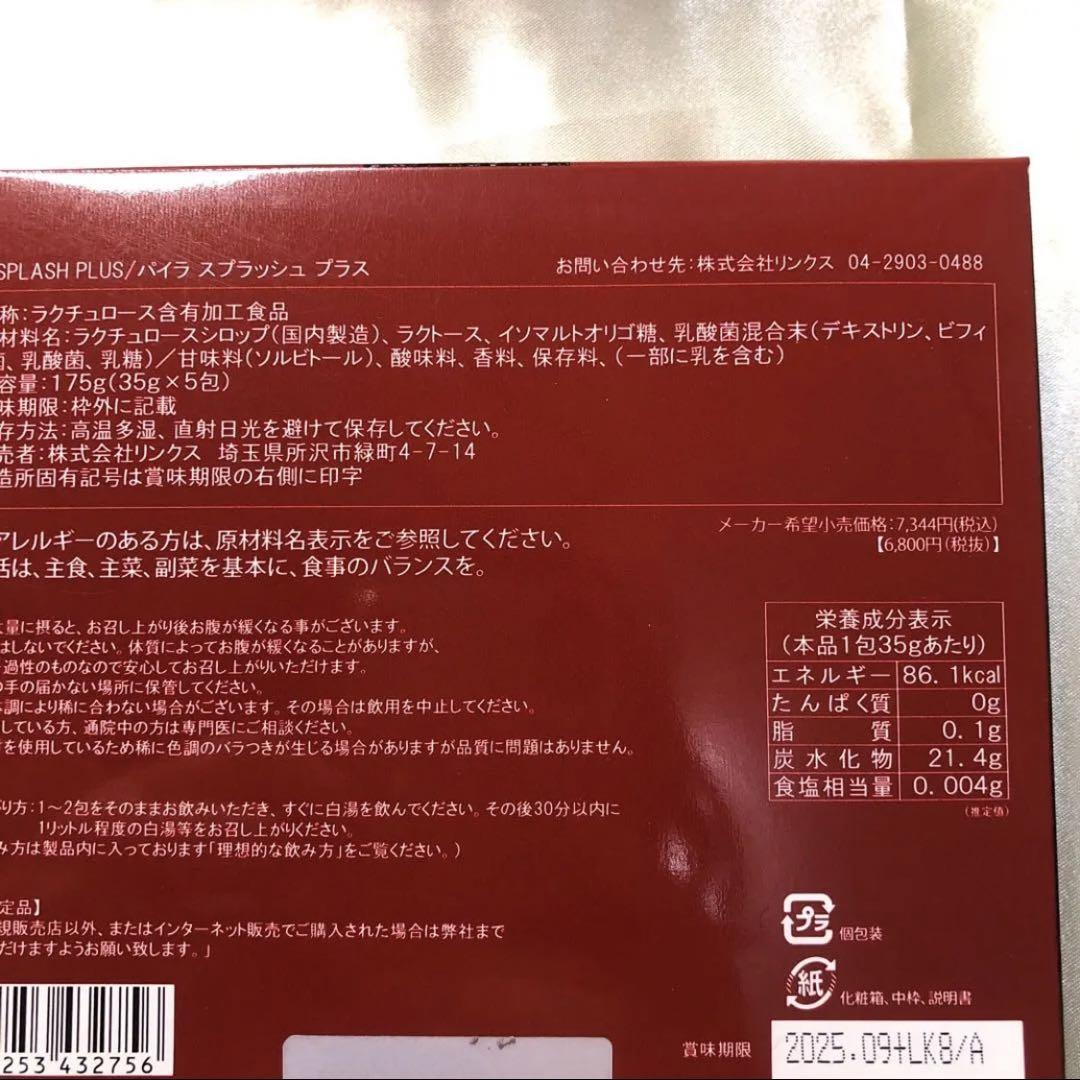 SPLASH PLUS/パイラ スプラッシュ プラス
お問い合わせ先:株式会社リンクス 04-2903-0488
称:ラクチュロース含有加工食品
材料名:ラクチュロースシロップ(国内製造)、ラクトース、イソマルトオリゴ糖、乳酸菌混合末(デキストリン、ビフィ
菌、乳酸菌、乳糖)/甘味料(ソルビトール)、酸味料、香料、保存料、(一部に乳を含む)
容量:175g(35g×5包)
味期限:枠外に記載
存方法:高温多湿、直射日光を避けて保存してください。
売者:株式会社リンクス 埼玉県所沢市緑町4-7-14
造所固有記号は賞味期限の右側に印字
メーカー希望小売価格:7,344円(税込)
【6,800円(税抜)】
アレルギーのある方は、原材料名表示をご参照してください。
活は、主食、主菜、副菜を基本に、食事のバランスを。
量に摂ると、お召し上がり後お腹が緩くなる事がございます。
はしないでください。体質によってお腹が緩くなることがありますが、
過性のものなので安心してお召し上がりいただけます。
の手の届かない場所に保管してください。
調により稀に合わない場合がございます。その場合は飲用を中止してください。
している方、通院中の方は専門医にご相談ください。
を使用しているため稀に色調のバラつきが生じる場合がありますが品質に問題はありません。
がり方:1〜2包をそのままお飲みいただき、すぐに白湯を飲んでください。その後30分以内に
1リットル程度の白湯等をお召し上がりください。
み方は製品内に入っております「理想的な飲み方」をご覧ください。)
定品】
規販売店以外、またはインターネット販売でご購入された場合は弊社まで
だけますようお願い致します。」
栄養成分表示
(本品1包35gあたり)
エネルギー 86.1kcal
たんぱく質 0g
脂質 0.1g
炭水化物 21.4g
食塩相当量 0.004g
(推定値)
プラ 個包装
紙 化粧箱、中枠、説明書
253 432756
賞味期限 2025.09+LK8/A